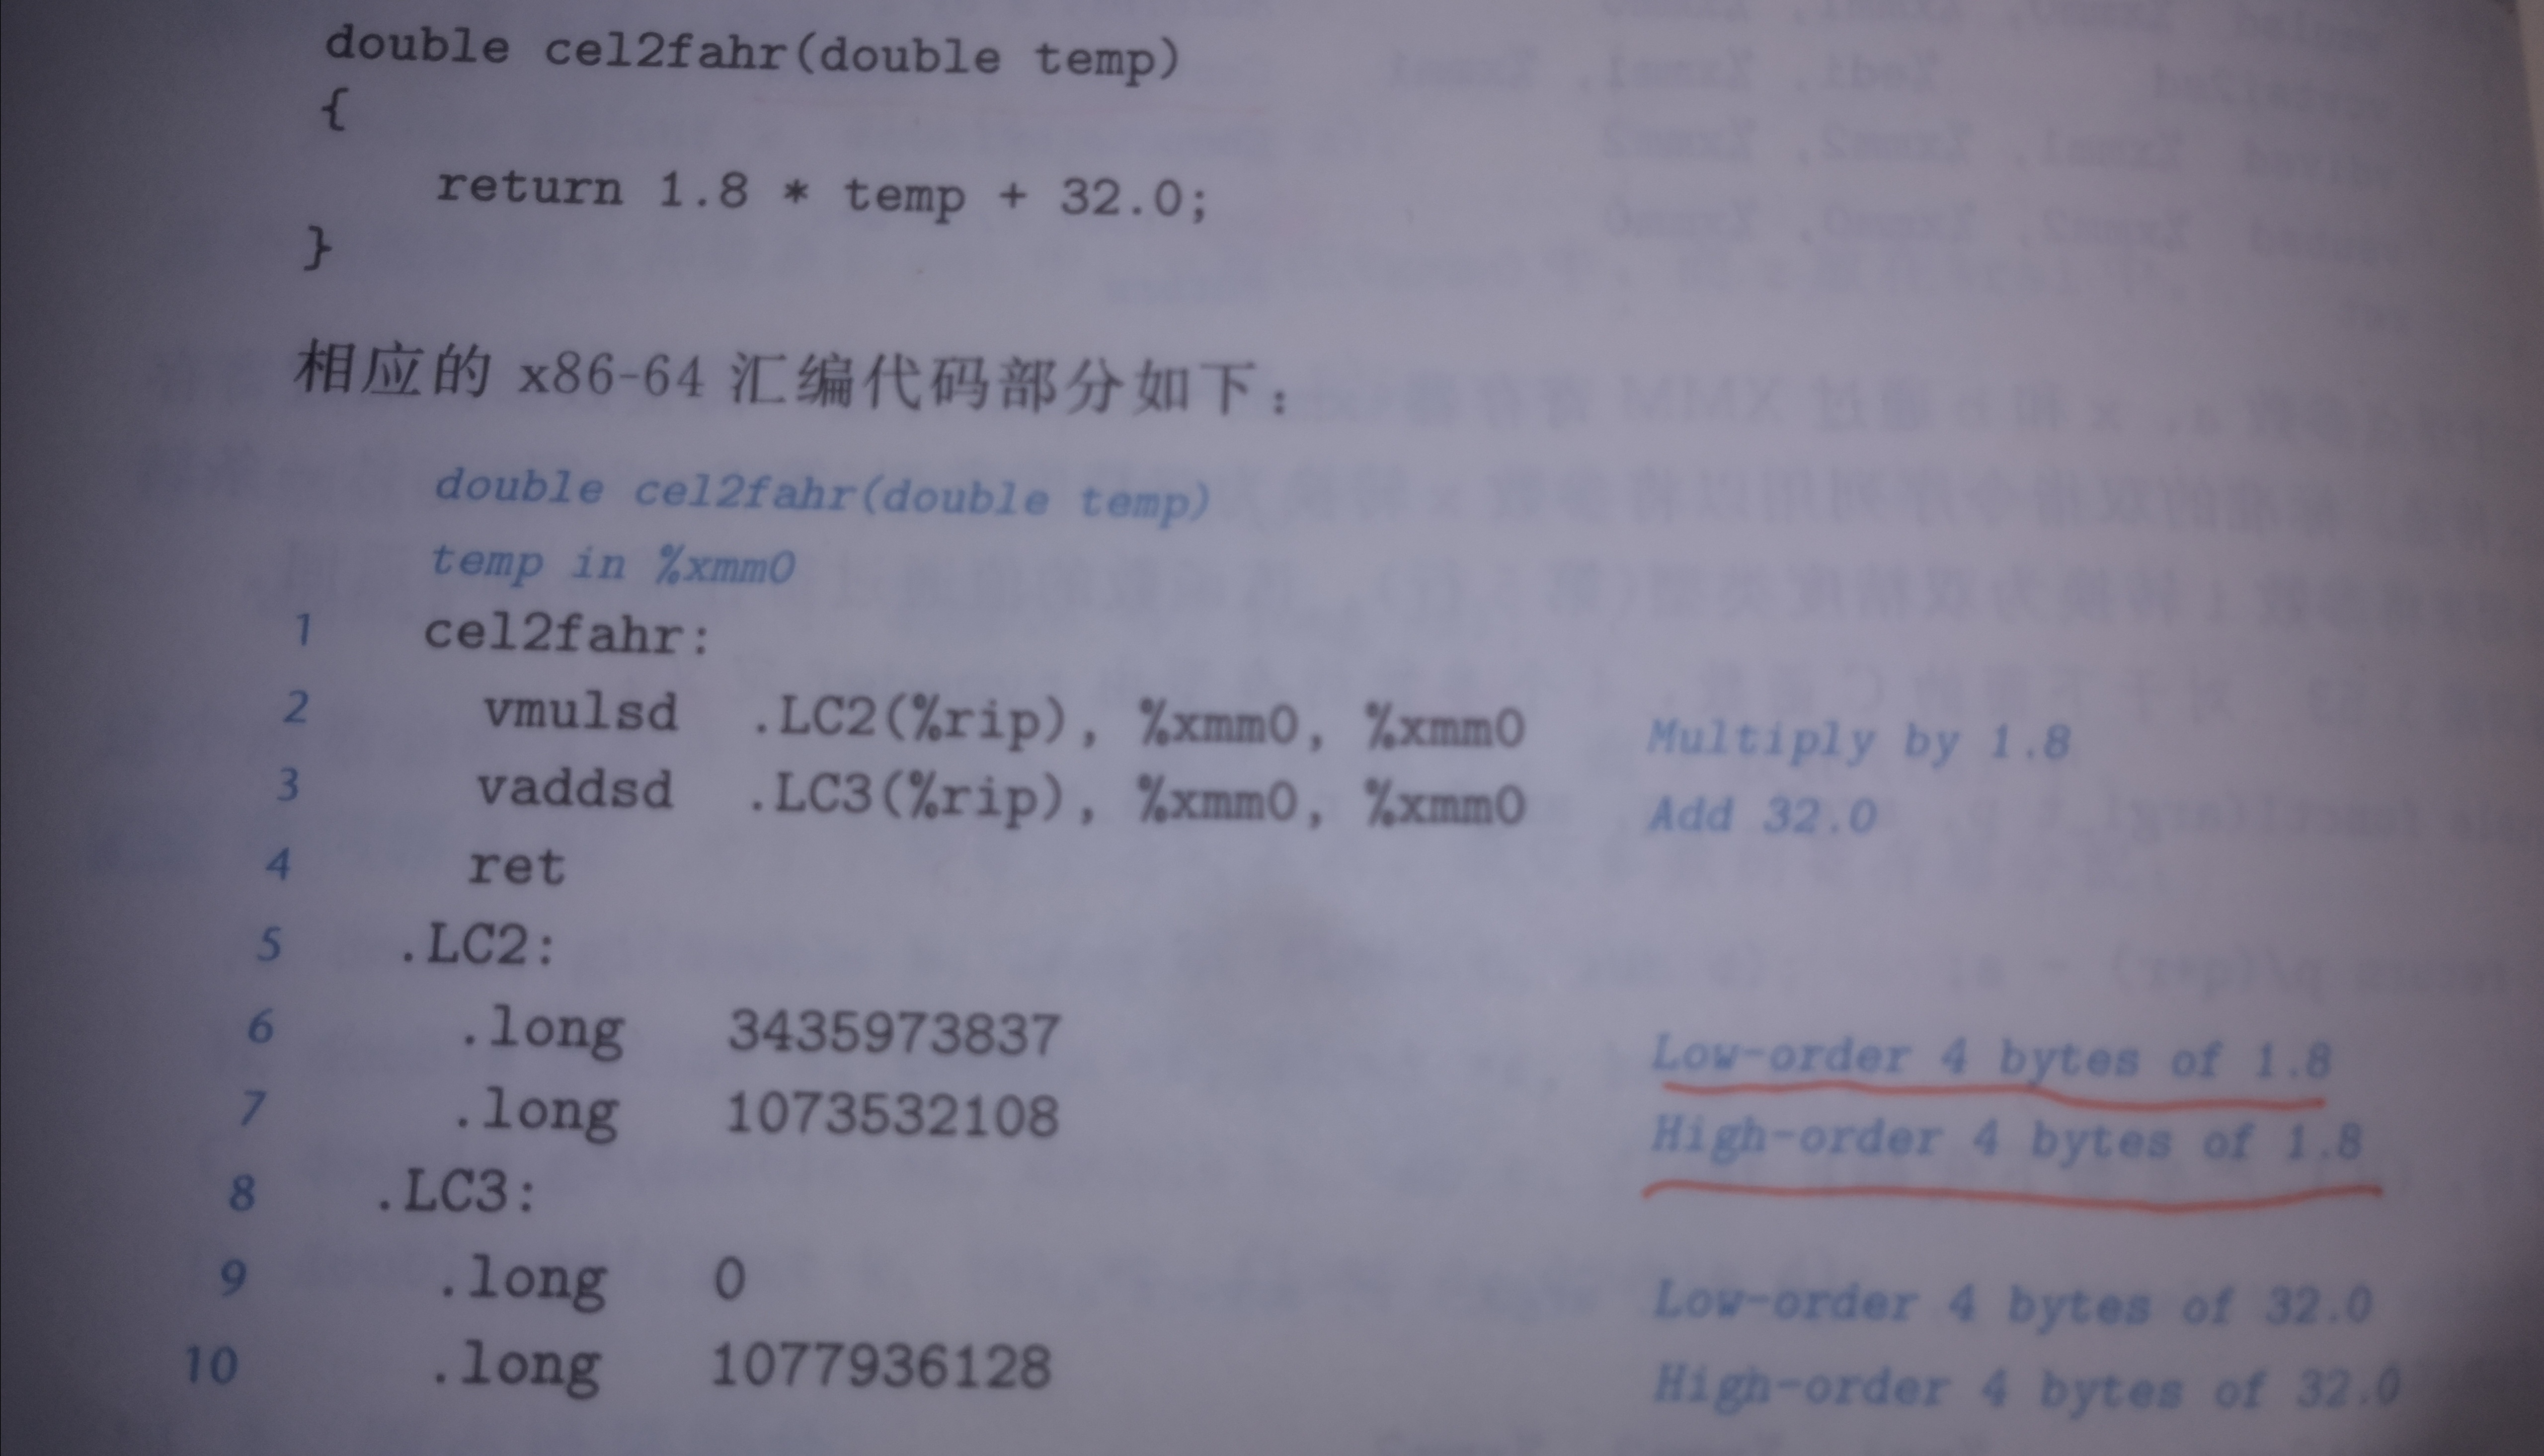 double cel2fahr(double temp)
{
return 1.8 * temp + 32.0;
}
相应的 x86-64 汇编代码部分如下：
double cel2fahr(double temp)
temp in %xmm0
1 cel2fahr:
2 vmulsd .LC2(%rip), %xmm0, %xmm0 Multiply by 1.8
3 vaddsd .LC3(%rip), %xmm0, %xmm0 Add 32.0
4 ret
5 .LC2:
6 .long 3435973837 Low-order 4 bytes of 1.8
7 .long 1073532108 High-order 4 bytes of 1.8
8 .LC3:
9 .long 0 Low-order 4 bytes of 32.0
10 .long 1077936128 High-order 4 bytes of 32.0